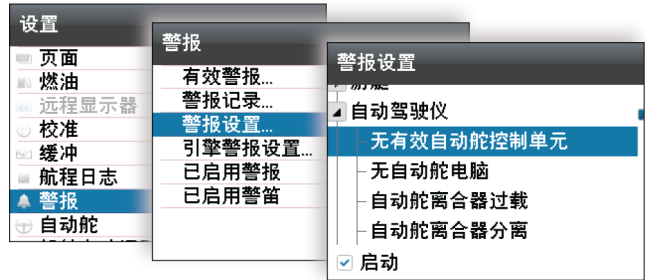 设置
页面
燃油
远程显示器
校准
缓冲
航程日志
警报
自动舵
警报
有效警报...
警报记录...
警报设置...
引擎警报设置...
已启用警报
已启用警笛
警报设置
自动驾驶仪
无有效自动舵控制单元
无自动舵电脑
自动舵离合器过载
自动舵离合器分离
启动